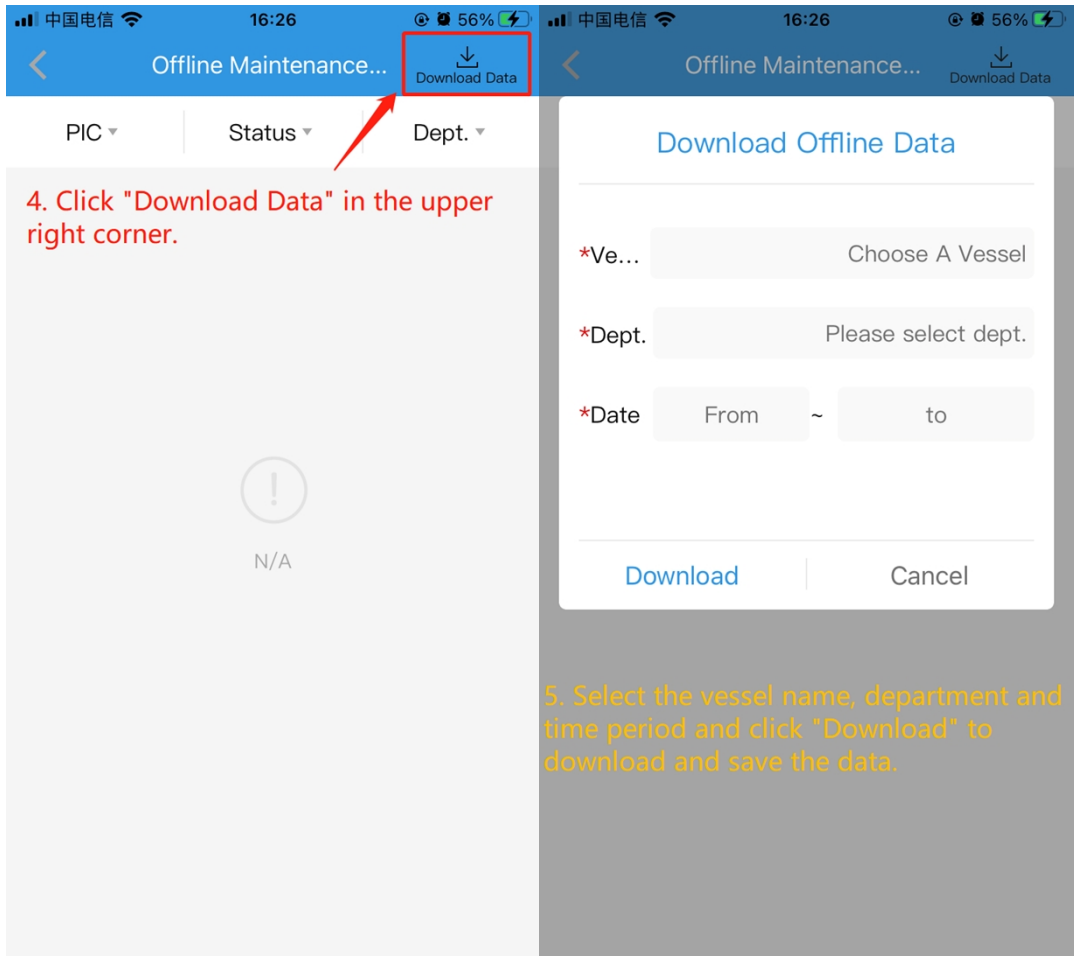 中国电信 16:26 56%
Offline Maintenance...
Download Data
PIC Status Dept.
4. Click "Download Data" in the upper
right corner.
N/A
中国电信 16:26 56%
Offline Maintenance...
Download Data
Download Offline Data
*Ve... Choose A Vessel
*Dept. Please select dept.
*Date From ~ to
Download Cancel
5. Select the vessel name, department and
time period and click "Download" to
download and save the data.